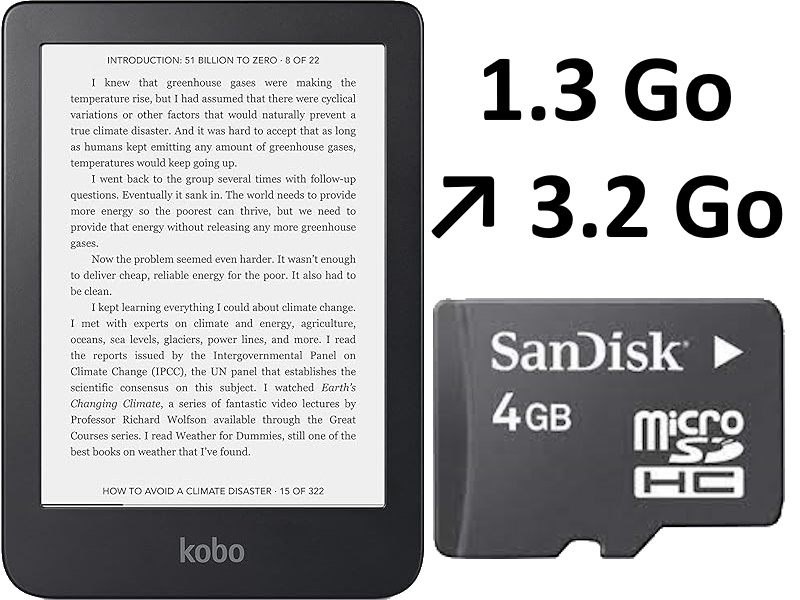 INTRODUCTION: 51 BILLION TO ZERO · 8 OF 22
I knew that greenhouse gases were making the
temperature rise, but I had assumed that there were cyclical
variations or other factors that would naturally prevent a
true climate disaster. And it was hard to accept that as long
as humans kept emitting any amount of greenhouse gases,
temperatures would keep going up.
I went back to the group several times with follow-up
questions. Eventually it sank in. The world needs to provide
more energy so the poorest can thrive, but we need to
provide that energy without releasing any more greenhouse
gases.
Now the problem seemed even harder. It wasn't enough
to deliver cheap, reliable energy for the poor. It also had to
be clean.
I kept learning everything I could about climate change.
I met with experts on climate and energy, agriculture,
oceans, sea levels, glaciers, power lines, and more. I read
the reports issued by the Intergovernmental Panel on
Climate Change (IPCC), the UN panel that establishes the
scientific consensus on this subject. I watched Earth's
Changing Climate, a series of fantastic video lectures by
Professor Richard Wolfson available through the Great
Courses series. I read Weather for Dummies, still one of the
best books on weather that I've found.
HOW TO AVOID A CLIMATE DISASTER · 15 OF 322
kobo
1.3 Go
↗ 3.2 Go
SanDisk
4GB
micro
SD
HC